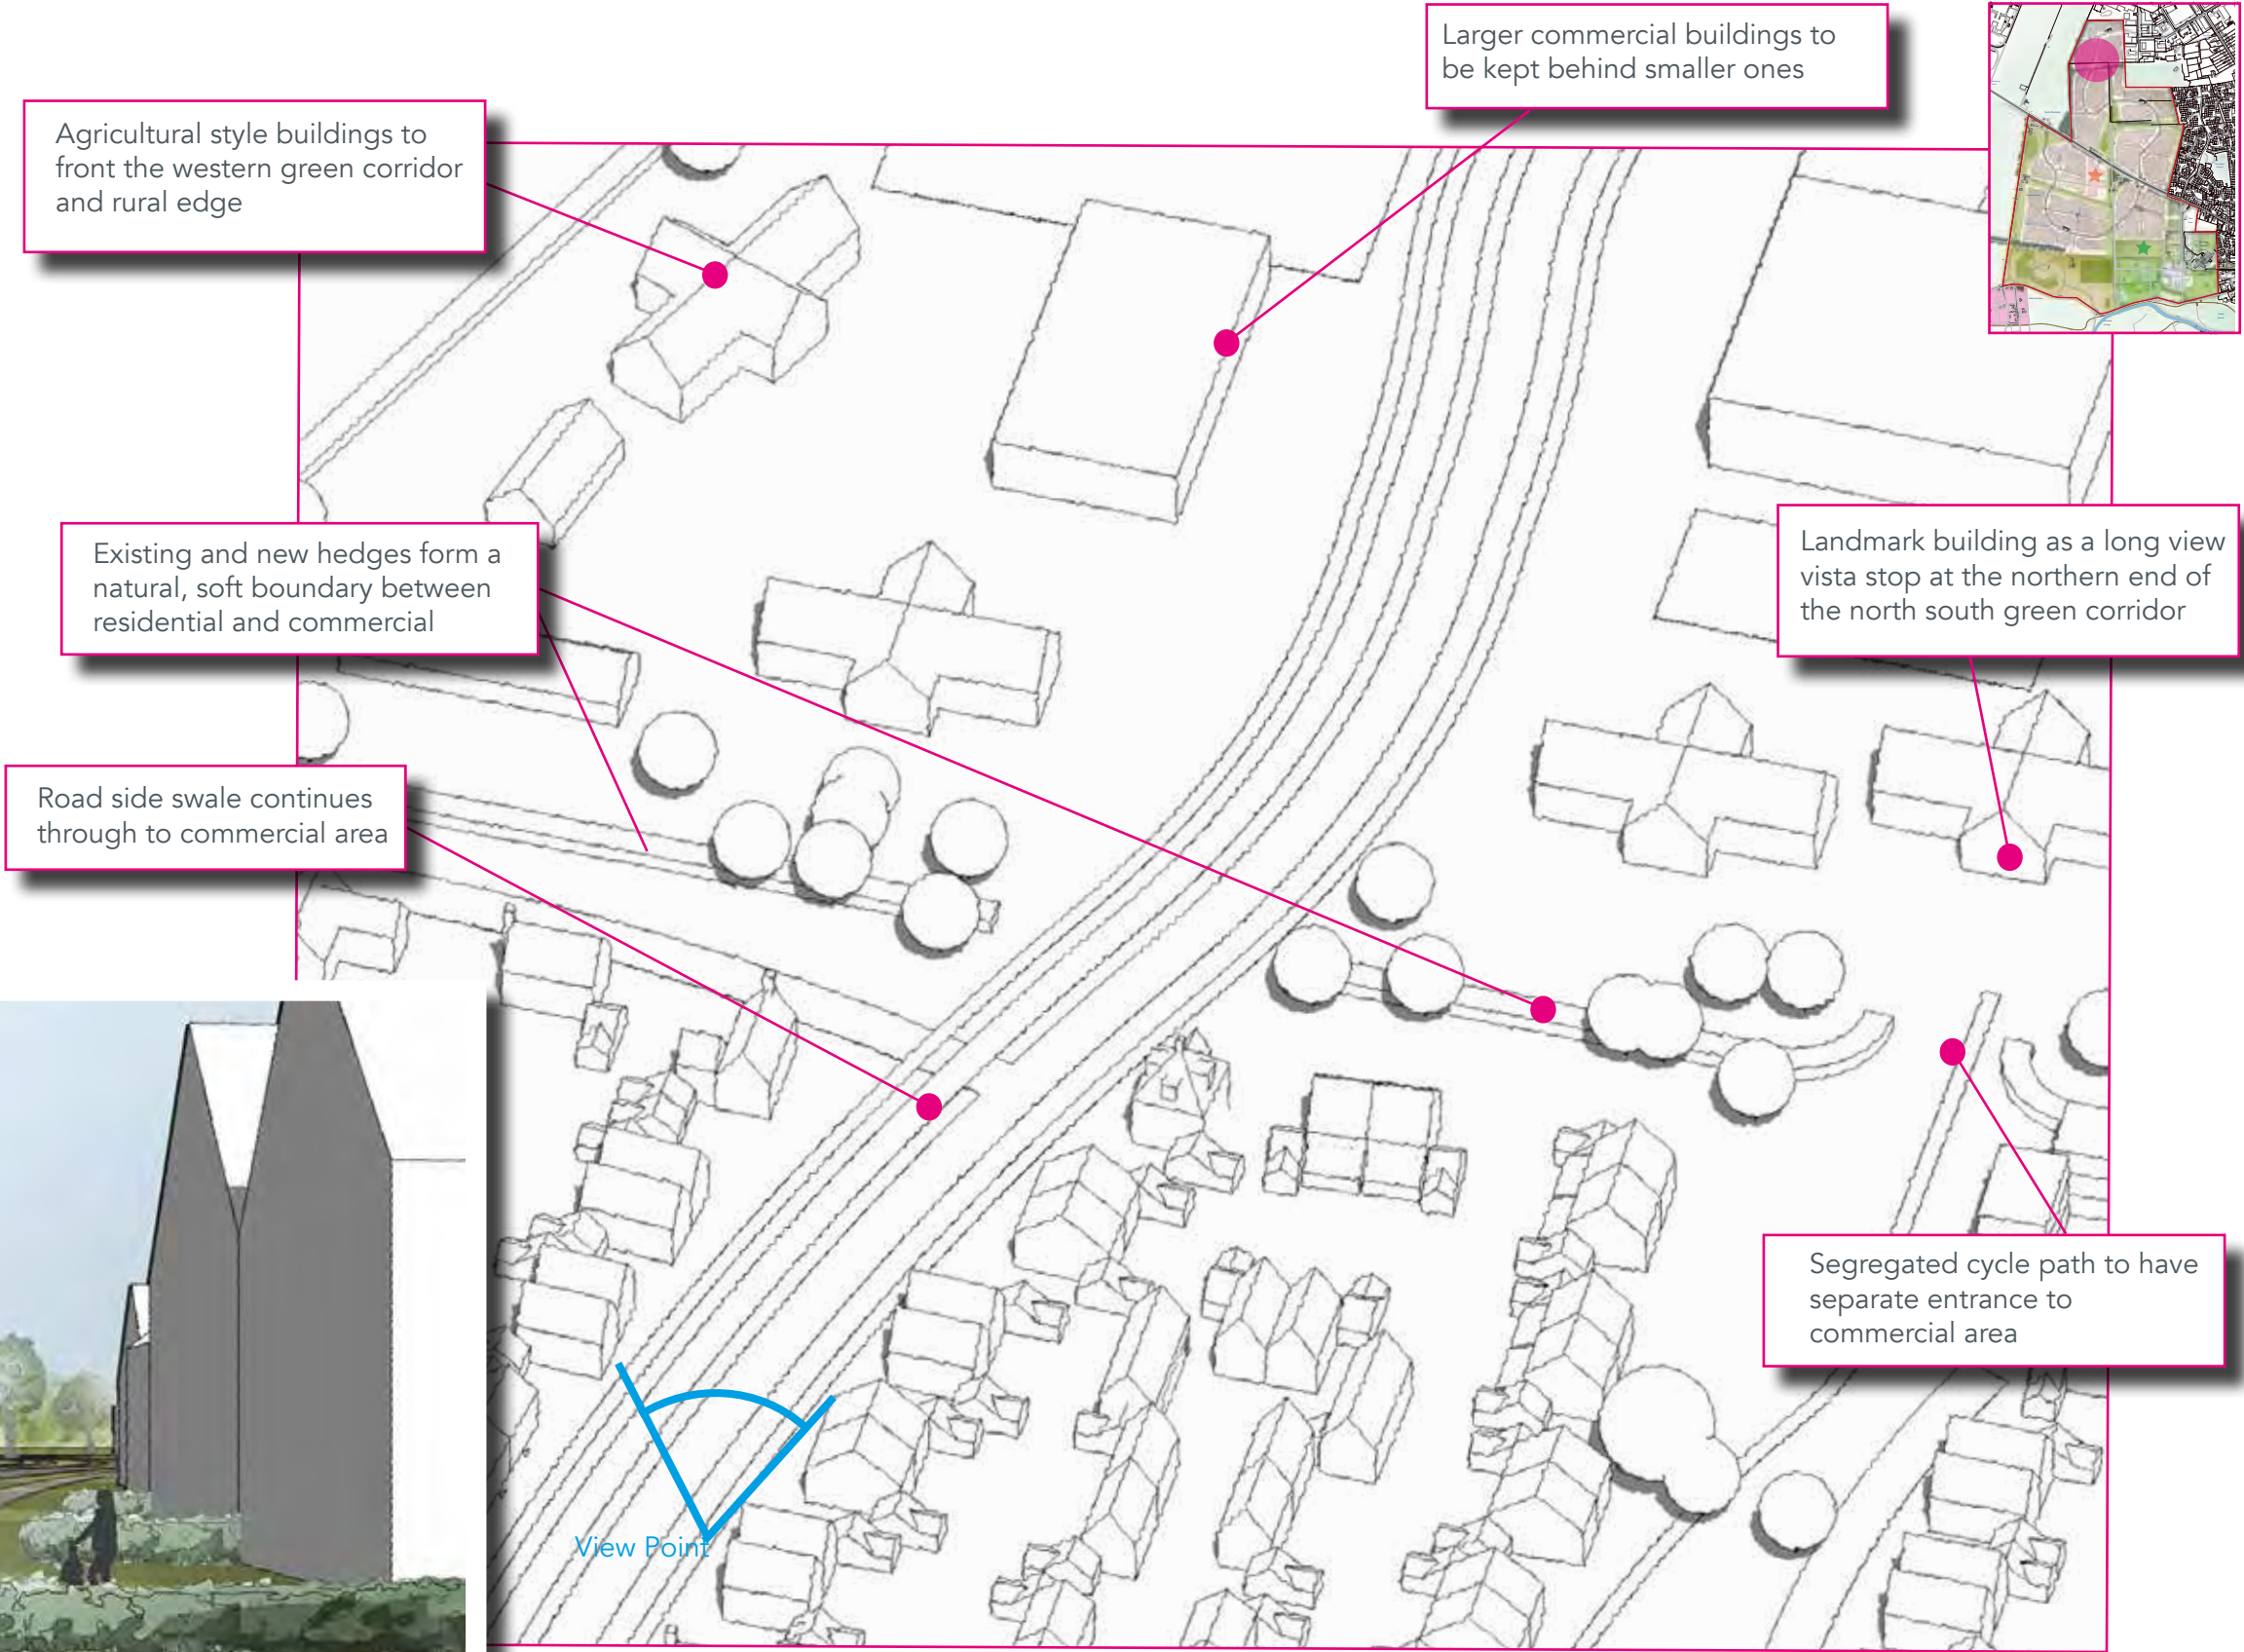 Larger commercial buildings to
be kept behind smaller ones
Agricultural style buildings to
front the western green corridor
and rural edge
Existing and new hedges form a
natural, soft boundary between
residential and commercial
Landmark building as a long view
vista stop at the northern end of
the north south green corridor
Road side swale continues
through to commercial area
Segregated cycle path to have
separate entrance to
commercial area
View Point